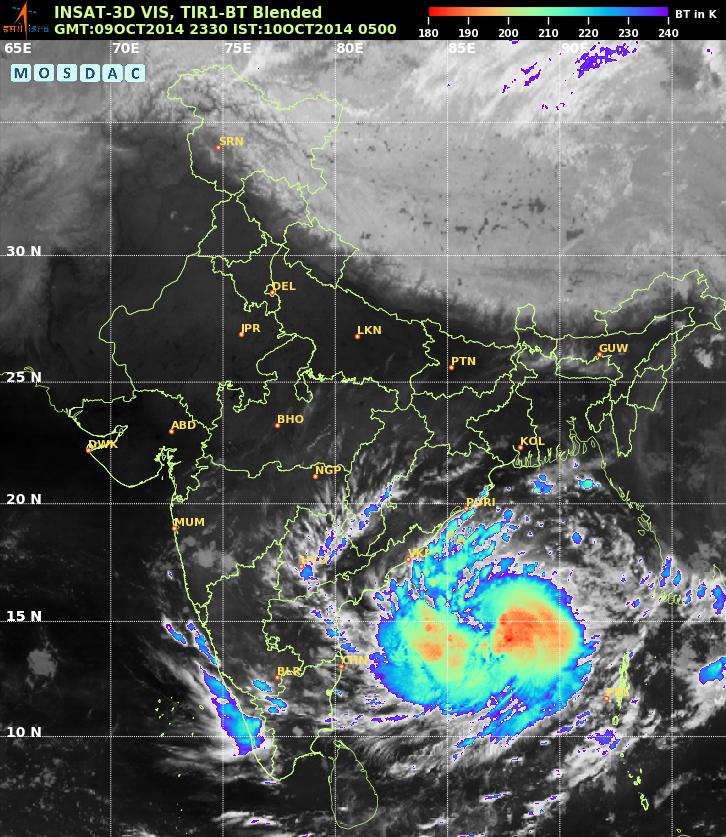 INSAT-3D VIS, TIR1-BT Blended
GMT:09OCT2014 2330 IST:10OCT2014 0500
BT in K
180 190 200 210 220 230 240
65E 70E 75E 80E 85E 90E
MOSDAC
SRN
30 N
DEL
JPR
LKN
GUW
PTN
25 N
BHO
ABD
KOL
DWK
NGP
20 N
PURI
MUM
15 N
CHN
BLR
10 N